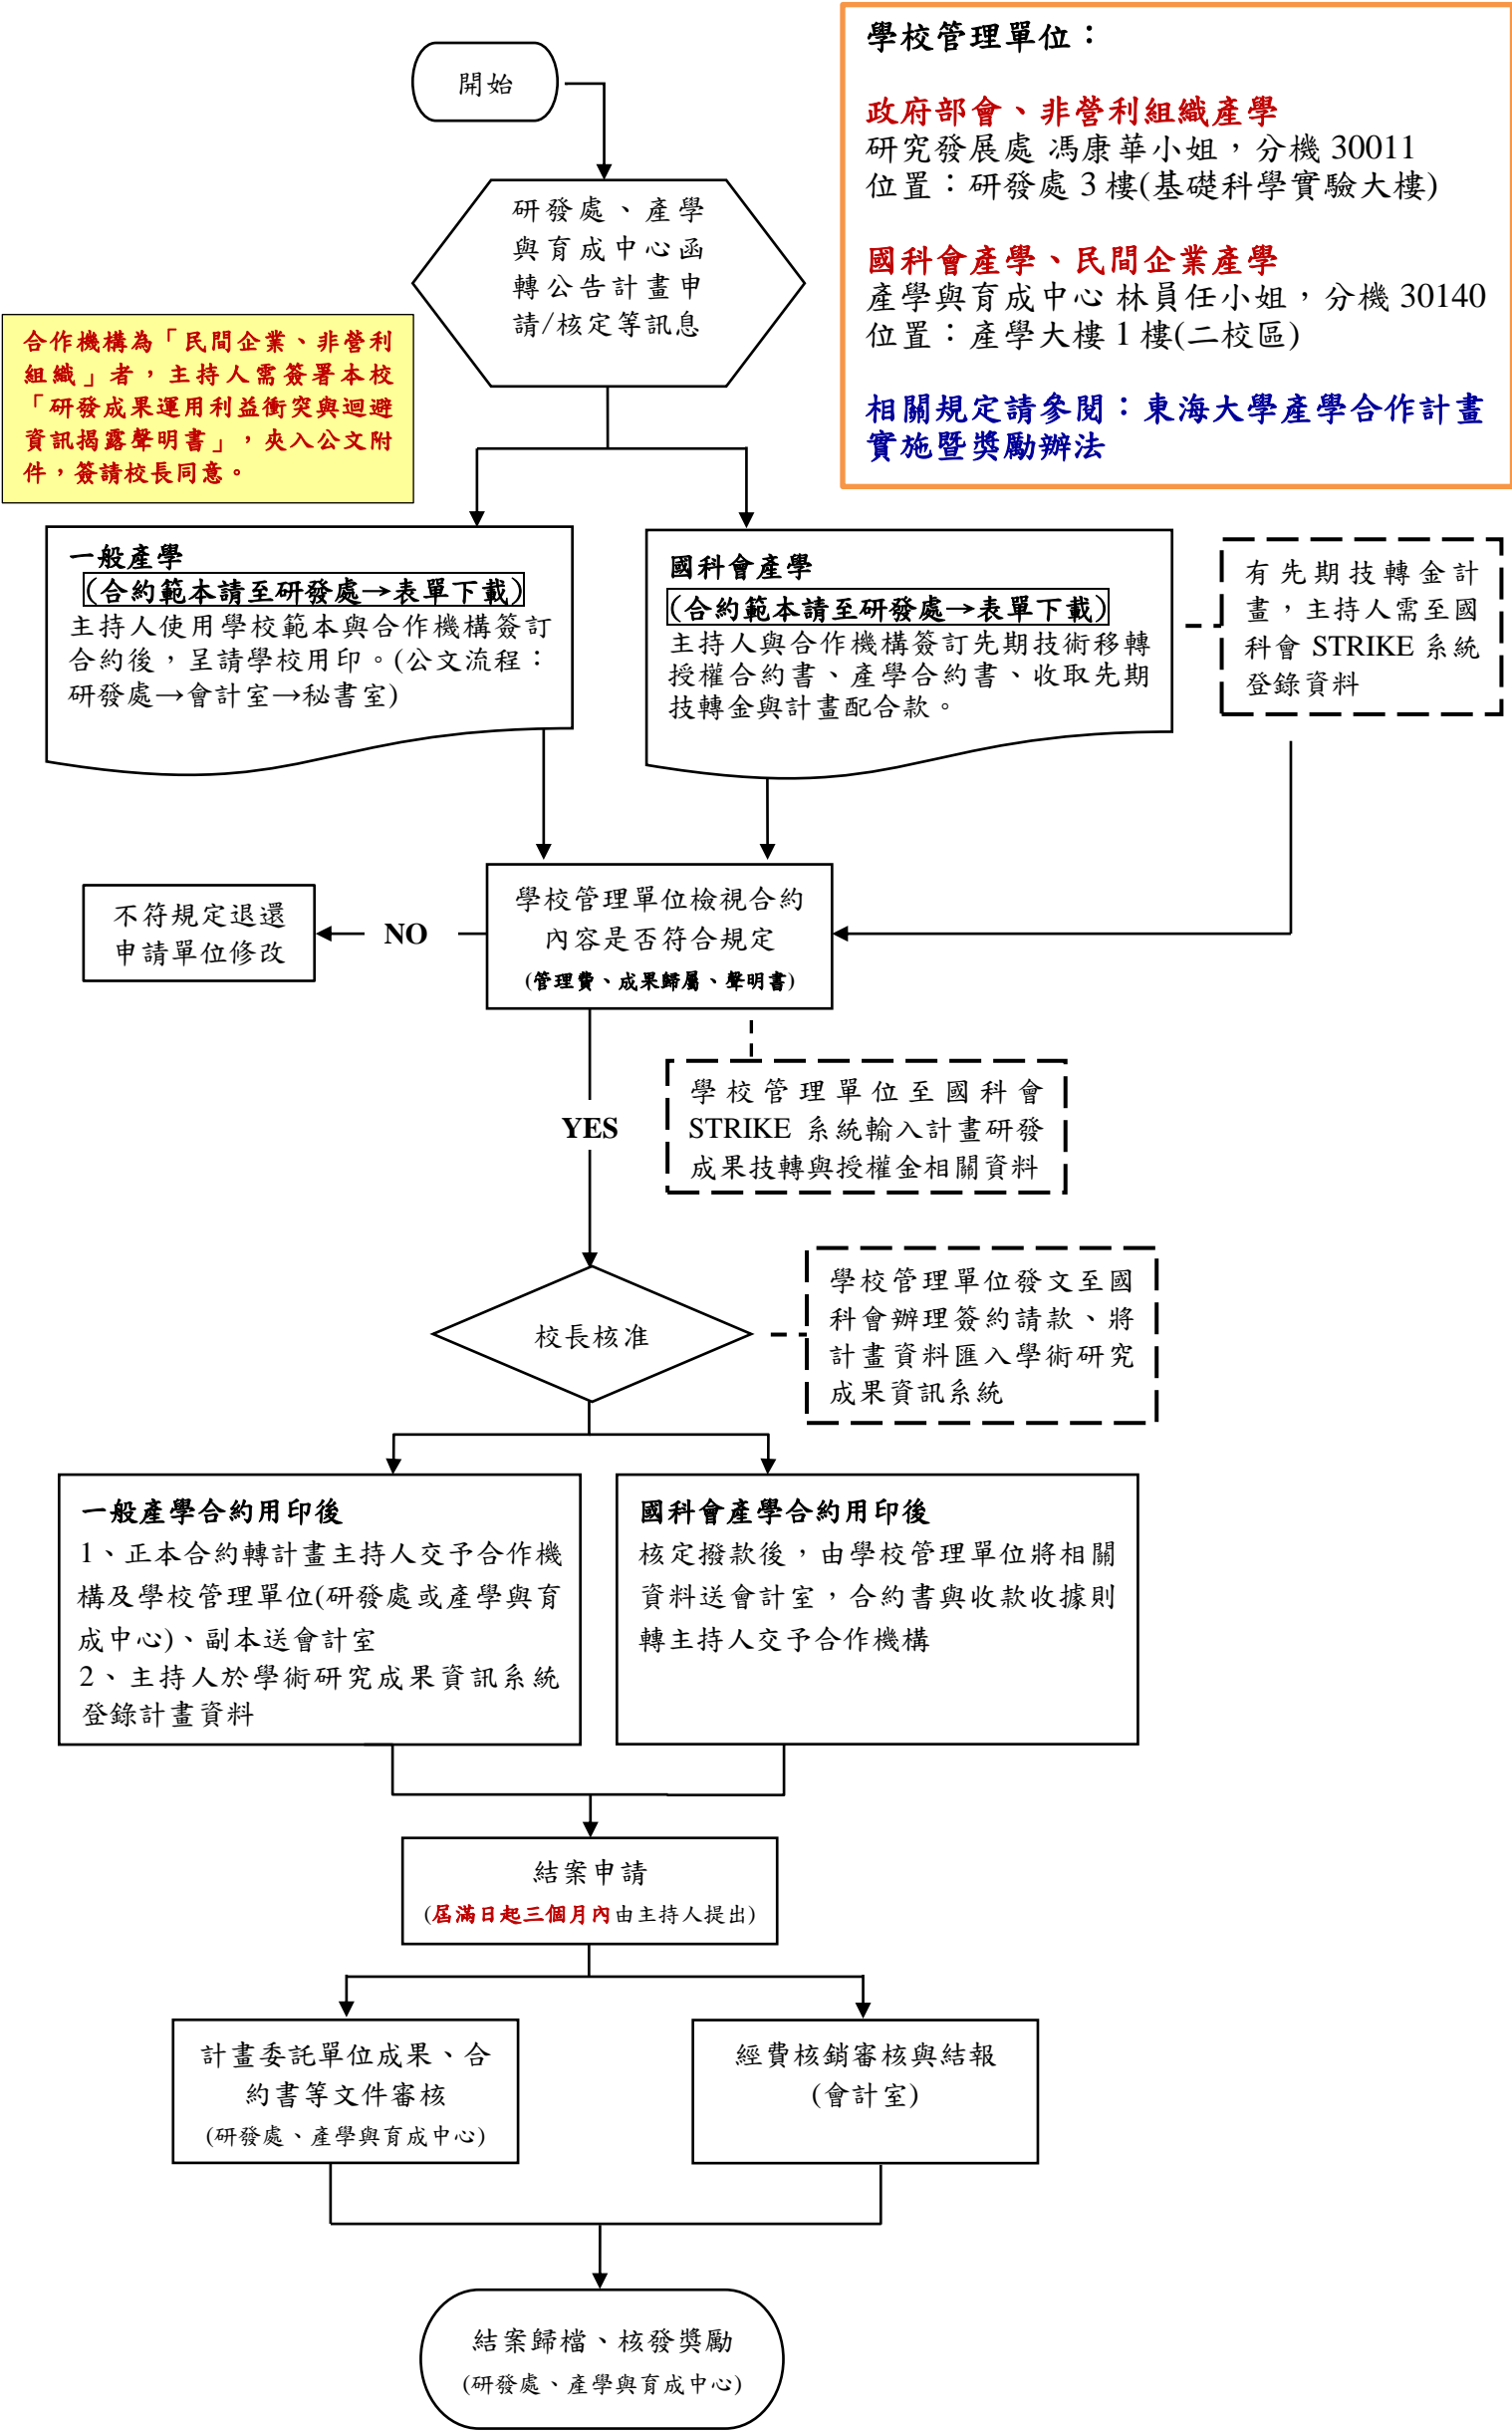 開始
學校管理單位：
政府部會、非營利組織產學
研究發展處 馮康華小姐，分機 30011
位置：研發處 3 樓(基礎科學實驗大樓)
國科會產學、民間企業產學
產學與育成中心 林員任小姐，分機 30140
位置：產學大樓 1 樓(二校區)
相關規定請參閱：東海大學產學合作計畫
實施暨獎勵辦法
研發處、產學
與育成中心函
轉公告計畫申
請/核定等訊息
合作機構為「民間企業、非營利
組織」者，主持人需簽署本校
「研發成果運用利益衝突與迴避
資訊揭露聲明書」，夾入公文附
件，簽請校長同意。
一般產學
(合約範本請至研發處→表單下載)
主持人使用學校範本與合作機構簽訂
合約後，呈請學校用印。(公文流程：
研發處→會計室→秘書室)
國科會產學
(合約範本請至研發處→表單下載)
主持人與合作機構簽訂先期技術移轉
授權合約書、產學合約書、收取先期
技轉金與計畫配合款。
有先期技轉金計
畫，主持人需至國
科會 STRIKE 系統
登錄資料
不符規定退還
申請單位修改
NO
學校管理單位檢視合約
內容是否符合規定
(管理費、成果歸屬、聲明書)
YES
學校管理單位至國科會
STRIKE 系統輸入計畫研發
成果技轉與授權金相關資料
校長核准
學校管理單位發文至國
科會辦理簽約請款、將
計畫資料匯入學術研究
成果資訊系統
一般產學合約用印後
1、正本合約轉計畫主持人交予合作機
構及學校管理單位(研發處或產學與育
成中心)、副本送會計室
2、主持人於學術研究成果資訊系統
登錄計畫資料
國科會產學合約用印後
核定撥款後，由學校管理單位將相關
資料送會計室，合約書與收款收據則
轉主持人交予合作機構
結案申請
(屆滿日起三個月內由主持人提出)
計畫委託單位成果、合
約書等文件審核
(研發處、產學與育成中心)
經費核銷審核與結報
(會計室)
結案歸檔、核發獎勵
(研發處、產學與育成中心)